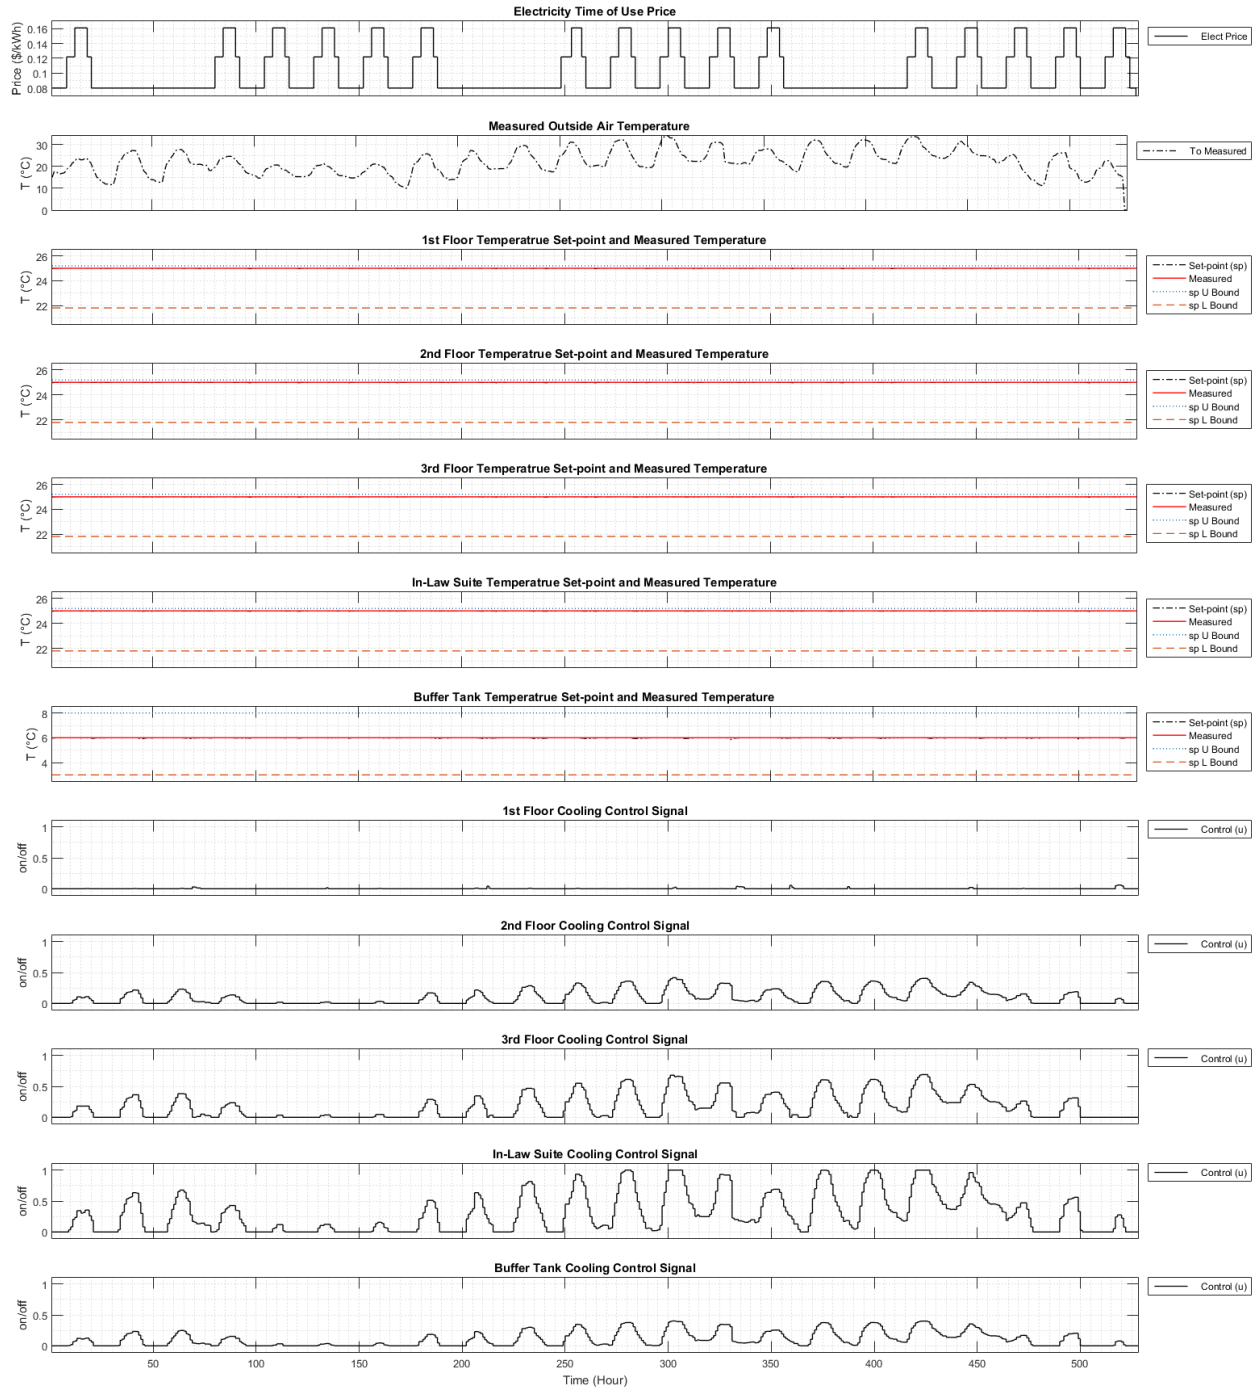 Electricity Time of Use Price
Price ($/kWh)
0.16
0.14
0.12
0.1
0.08
Elect Price
Measured Outside Air Temperature
T (°C)
30
20
10
0
To Measured
1st Floor Temperatrue Set-point and Measured Temperature
T (°C)
26
24
22
Set-point (sp)
Measured
sp U Bound
sp L Bound
2nd Floor Temperatrue Set-point and Measured Temperature
T (°C)
26
24
22
Set-point (sp)
Measured
sp U Bound
sp L Bound
3rd Floor Temperatrue Set-point and Measured Temperature
T (°C)
26
24
22
Set-point (sp)
Measured
sp U Bound
sp L Bound
In-Law Suite Temperatrue Set-point and Measured Temperature
T (°C)
26
24
22
Set-point (sp)
Measured
sp U Bound
sp L Bound
Buffer Tank Temperatrue Set-point and Measured Temperature
T (°C)
8
6
4
Set-point (sp)
Measured
sp U Bound
sp L Bound
1st Floor Cooling Control Signal
on/off
1
0.5
0
Control (u)
2nd Floor Cooling Control Signal
on/off
1
0.5
0
Control (u)
3rd Floor Cooling Control Signal
on/off
1
0.5
0
Control (u)
In-Law Suite Cooling Control Signal
on/off
1
0.5
0
Control (u)
Buffer Tank Cooling Control Signal
on/off
1
0.5
0
Control (u)
50 100 150 200 250 300 350 400 450 500
Time (Hour)